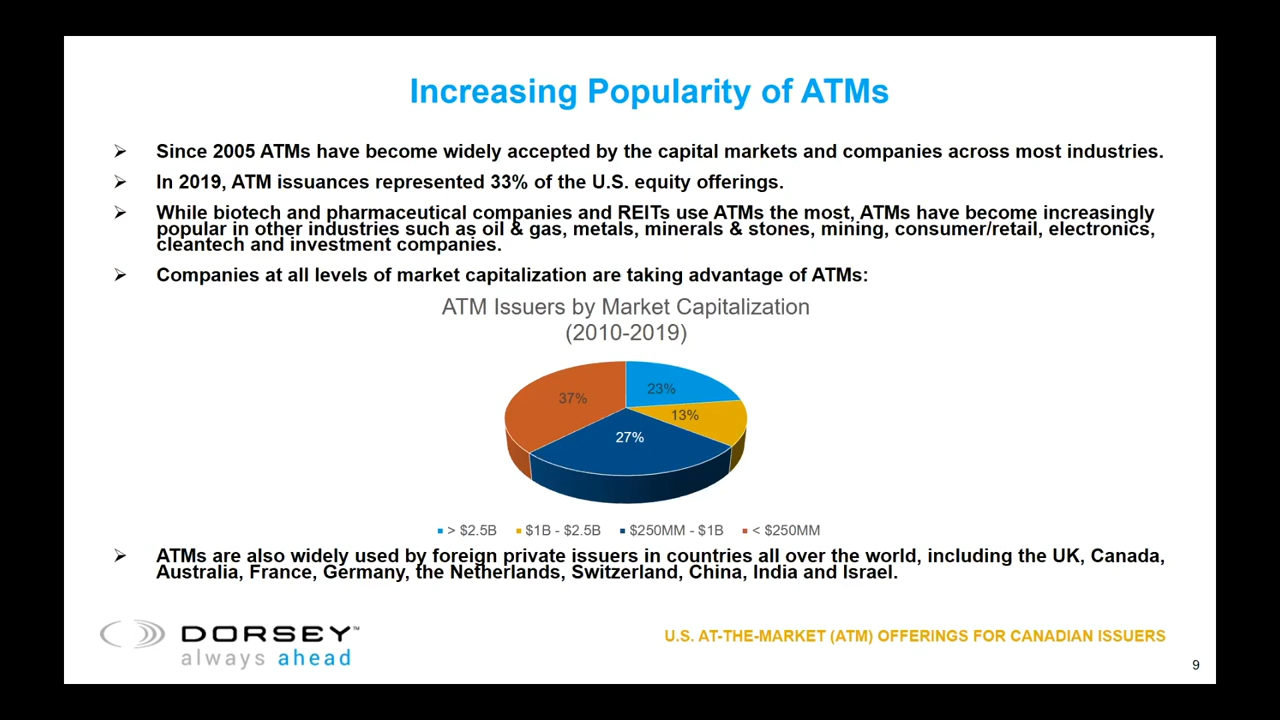 Increasing Popularity of ATMs
Since 2005 ATMs have become widely accepted by the capital markets and companies across most industries.
In 2019, ATM issuances represented 33% of the U.S. equity offerings.
While biotech and pharmaceutical companies and REITs use ATMs the most, ATMs have become increasingly
popular in other industries such as oil & gas, metals, minerals & stones, mining, consumer/retail, electronics,
cleantech and investment companies.
Companies at all levels of market capitalization are taking advantage of ATMs:
ATM Issuers by Market Capitalization
(2010-2019)
23%
37%
13%
27%
> $2.5B
$1B - $2.5B
$250MM - $1B
< $250MM
ATMs are also widely used by foreign private issuers in countries all over the world, including the UK, Canada,
Australia, France, Germany, the Netherlands, Switzerland, China, India and Israel.
DORSEY™
always ahead
U.S. AT-THE-MARKET (ATM) OFFERINGS FOR CANADIAN ISSUERS
9